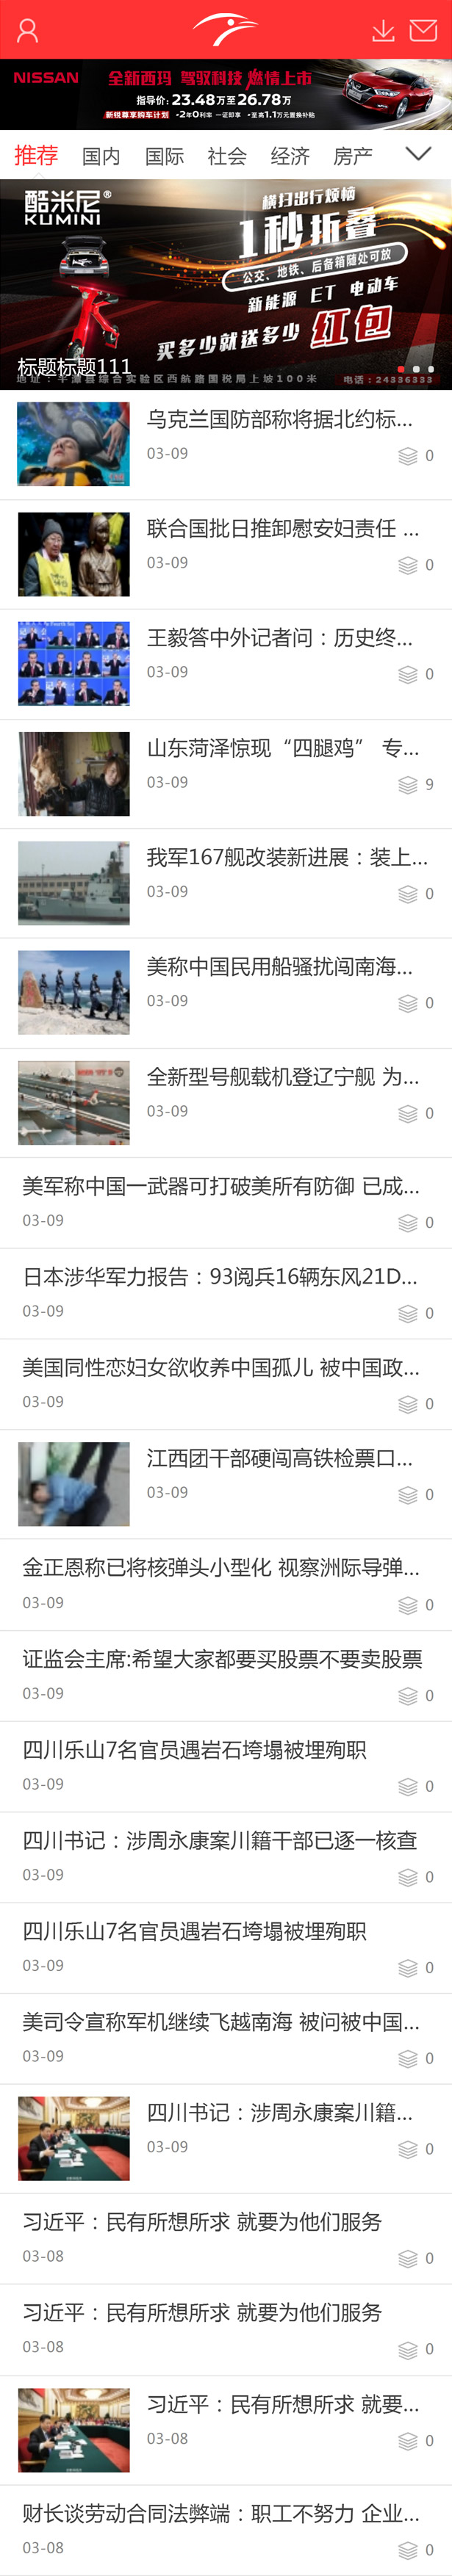 NISSAN
全新西玛 驾驭科技 燃情上市
指导价: 23.48万至26.78万
新锐尊享购车计划 •2年0利率 一证即享 •至高1.1万元置换补贴
推荐 国内 国际 社会 经济 房产
酷米尼®
KUMINI
横扫出行烦恼
1秒折叠
公交、地铁、后备箱随处可放
新能源 ET 电动车
买多少就送多少 红包
标题标题111
地址:平潭县综合实验区西航路国税局上坡100米 电话:24336333
乌克兰国防部称将据北约标...
03-09 0
联合国批日推卸慰安妇责任 ...
03-09 0
王毅答中外记者问：历史终...
03-09 0
山东菏泽惊现“四腿鸡” 专...
03-09 9
我军167舰改装新进展：装上...
03-09 0
美称中国民用船骚扰闯南海...
03-09 0
全新型号舰载机登辽宁舰 为...
03-09 0
美军称中国一武器可打破美所有防御 已成...
03-09 0
日本涉华军力报告：93阅兵16辆东风21D...
03-09 0
美国同性恋妇女欲收养中国孤儿 被中国政...
03-09 0
江西团干部硬闯高铁检票口...
03-09 0
金正恩称已将核弹头小型化 视察洲际导弹...
03-09 0
证监会主席:希望大家都要买股票不要卖股票
03-09 0
四川乐山7名官员遇岩石垮塌被埋殉职
03-09 0
四川书记：涉周永康案川籍干部已逐一核查
03-09 0
四川乐山7名官员遇岩石垮塌被埋殉职
03-09 0
美司令宣称军机继续飞越南海 被问被中国...
03-09 0
四川书记：涉周永康案川籍...
03-09 0
习近平：民有所想所求 就要为他们服务
03-08 0
习近平：民有所想所求 就要为他们服务
03-08 0
习近平：民有所想所求 就要...
03-08 0
财长谈劳动合同法弊端：职工不努力 企业...
03-08 0